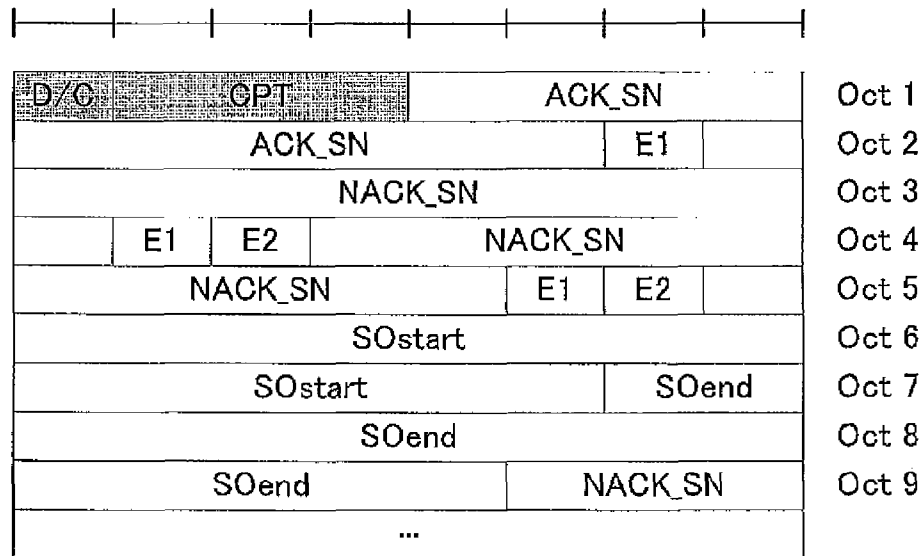 D/C CPT ACK_SN Oct 1
ACK_SN E1 Oct 2
NACK_SN Oct 3
E1 E2 NACK_SN Oct 4
NACK_SN E1 E2 Oct 5
SOstart Oct 6
SOstart SOend Oct 7
SOend Oct 8
SOend NACK_SN Oct 9
...